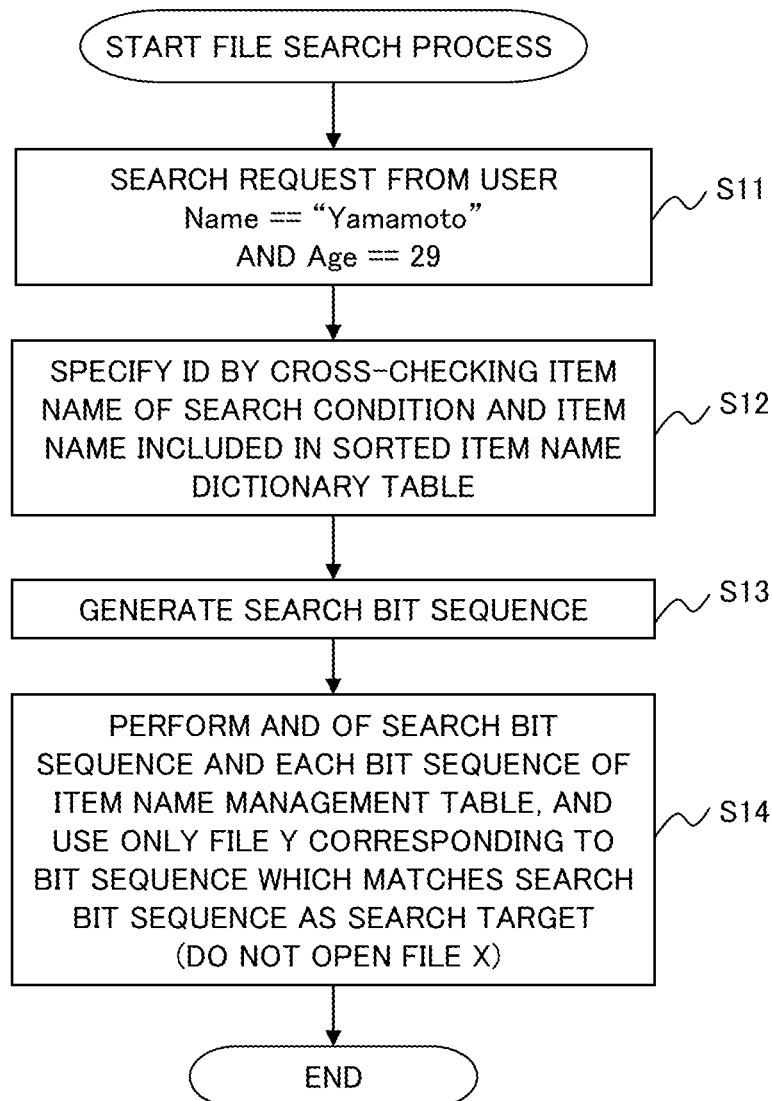 START FILE SEARCH PROCESS
SEARCH REQUEST FROM USER
Name == “Yamamoto”
AND Age == 29
S11
SPECIFY ID BY CROSS-CHECKING ITEM
NAME OF SEARCH CONDITION AND ITEM
NAME INCLUDED IN SORTED ITEM NAME
DICTIONARY TABLE
S12
GENERATE SEARCH BIT SEQUENCE
S13
PERFORM AND OF SEARCH BIT
SEQUENCE AND EACH BIT SEQUENCE OF
ITEM NAME MANAGEMENT TABLE, AND
USE ONLY FILE Y CORRESPONDING TO
BIT SEQUENCE WHICH MATCHES SEARCH
BIT SEQUENCE AS SEARCH TARGET
(DO NOT OPEN FILE X)
S14
END